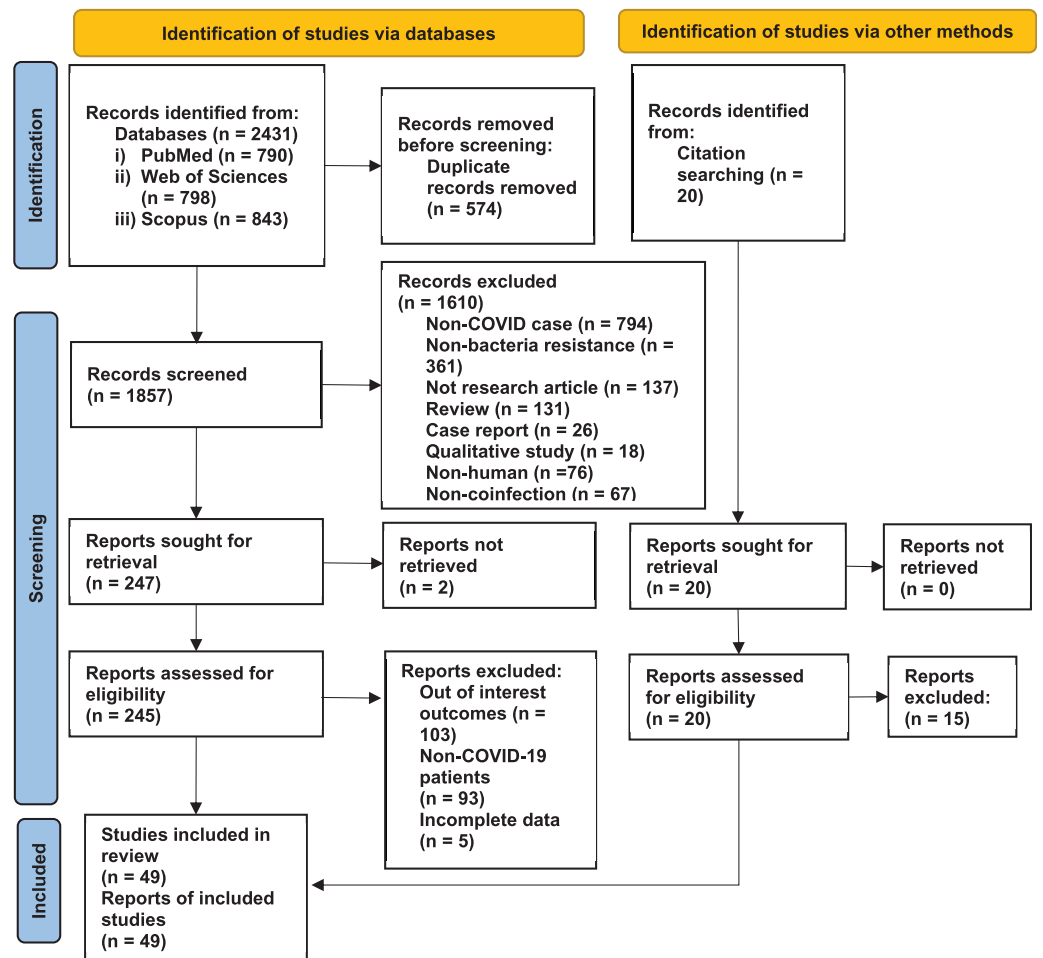 Identification of studies via databases
Identification of studies via other methods
Identification
Records identified from:
Databases (n = 2431)
i) PubMed (n = 790)
ii) Web of Sciences
(n = 798)
iii) Scopus (n = 843)
Records removed
before screening:
Duplicate
records removed
(n = 574)
Records identified
from:
Citation
searching (n =
20)
Screening
Records screened
(n = 1857)
Records excluded
(n = 1610)
Non-COVID case (n = 794)
Non-bacteria resistance (n =
361)
Not research article (n = 137)
Review (n = 131)
Case report (n = 26)
Qualitative study (n = 18)
Non-human (n =76)
Non-coinfection (n = 67)
Reports sought for
retrieval
(n = 247)
Reports not
retrieved
(n = 2)
Reports sought for
retrieval
(n = 20)
Reports not
retrieved
(n = 0)
Reports assessed for
eligibility
(n = 245)
Reports excluded:
Out of interest
outcomes (n =
103)
Non-COVID-19
patients
(n = 93)
Incomplete data
(n = 5)
Reports assessed
for eligibility
(n = 20)
Reports
excluded:
(n = 15)
Included
Studies included in
review
(n = 49)
Reports of included
studies
(n = 49)